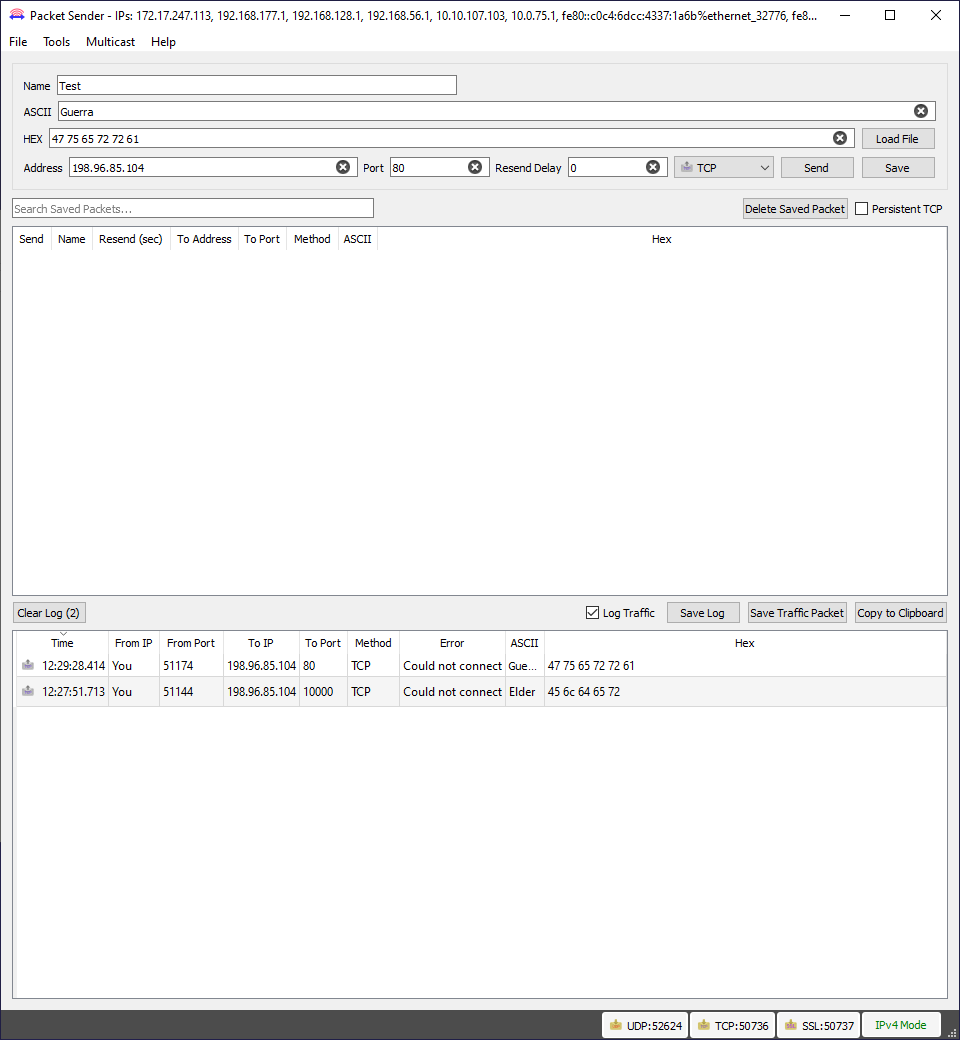 Packet Sender - IPs: 172.17.247.113, 192.168.177.1, 192.168.128.1, 192.168.56.1, 10.10.107.103, 10.0.75.1, fe80::c0c4:6dcc:4337:1a6b%ethernet_32776, fe8...
File Tools Multicast Help
Name Test
ASCII Guerra
HEX 47 75 65 72 72 61 Load File
Address 198.96.85.104 Port 80 Resend Delay 0 TCP Send Save
Search Saved Packets... Delete Saved Packet Persistent TCP
Send Name Resend (sec) To Address To Port Method ASCII Hex
Clear Log (2) Log Traffic Save Log Save Traffic Packet Copy to Clipboard
Time From IP From Port To IP To Port Method Error ASCII Hex
12:29:28.414 You 51174 198.96.85.104 80 TCP Could not connect Gue... 47 75 65 72 72 61
12:27:51.713 You 51144 198.96.85.104 10000 TCP Could not connect Elder 45 6c 64 65 72
UDP:52624 TCP:50736 SSL:50737 IPv4 Mode